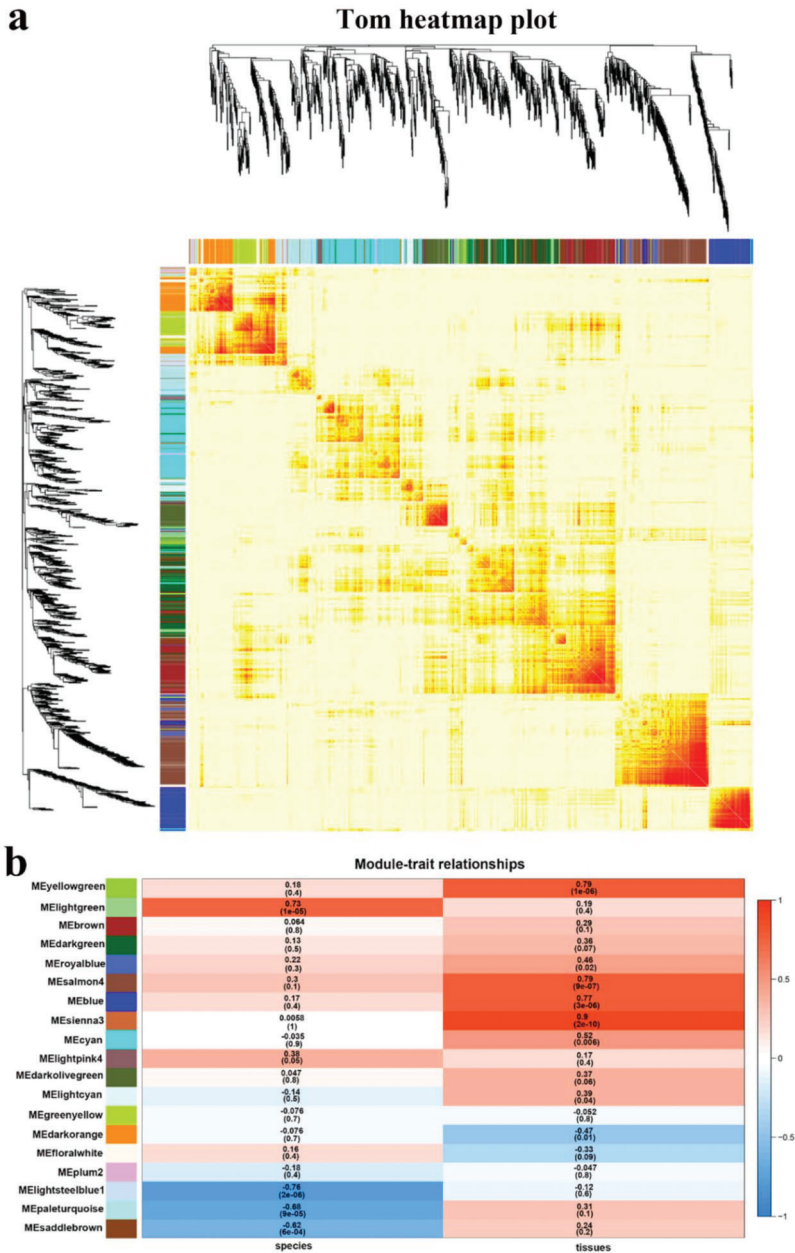 a
Tom heatmap plot
b
Module-trait relationships
MEyellowgreen 0.18 (0.4) 0.79 (1e-06)
MElightgreen 0.73 (1e-05) 0.19 (0.4)
MEbrown 0.064 (0.8) 0.29 (0.1)
MEdarkgreen 0.13 (0.5) 0.36 (0.07)
MEroyalblue 0.22 (0.3) 0.46 (0.02)
MEsalmon4 0.3 (0.1) 0.79 (9e-07)
MEblue 0.17 (0.4) 0.77 (3e-06)
MEsienna3 0.0058 (1) 0.9 (2e-10)
MEcyan -0.035 (0.9) 0.52 (0.006)
MElightpink4 0.38 (0.05) 0.17 (0.4)
MEdarkolivegreen 0.047 (0.8) 0.37 (0.06)
MElightcyan -0.14 (0.5) 0.39 (0.04)
MEgreenyellow -0.076 (0.7) -0.052 (0.8)
MEdarkorange -0.076 (0.7) -0.47 (0.01)
MEfloralwhite 0.16 (0.4) -0.33 (0.09)
MEplum2 -0.18 (0.4) -0.047 (0.8)
MElightsteelblue1 -0.76 (2e-06) -0.12 (0.6)
MEpaleturquoise -0.68 (9e-05) 0.31 (0.1)
MEsaddlebrown -0.62 (6e-04) 0.24 (0.2)
species tissues
1
0.5
0
-0.5
-1